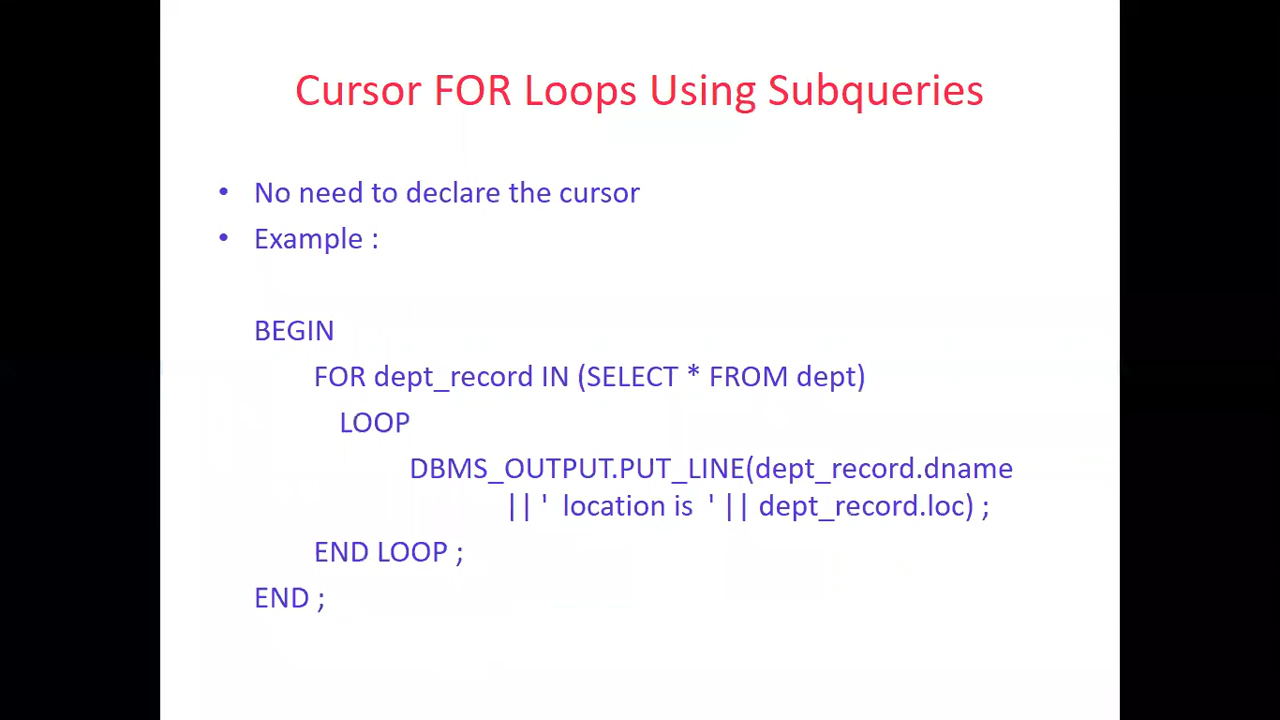 Cursor FOR Loops Using Subqueries
• No need to declare the cursor
• Example :
BEGIN
FOR dept_record IN (SELECT * FROM dept)
LOOP
DBMS_OUTPUT.PUT_LINE(dept_record.dname
|| '  location is  ' || dept_record.loc) ;
END LOOP ;
END ;